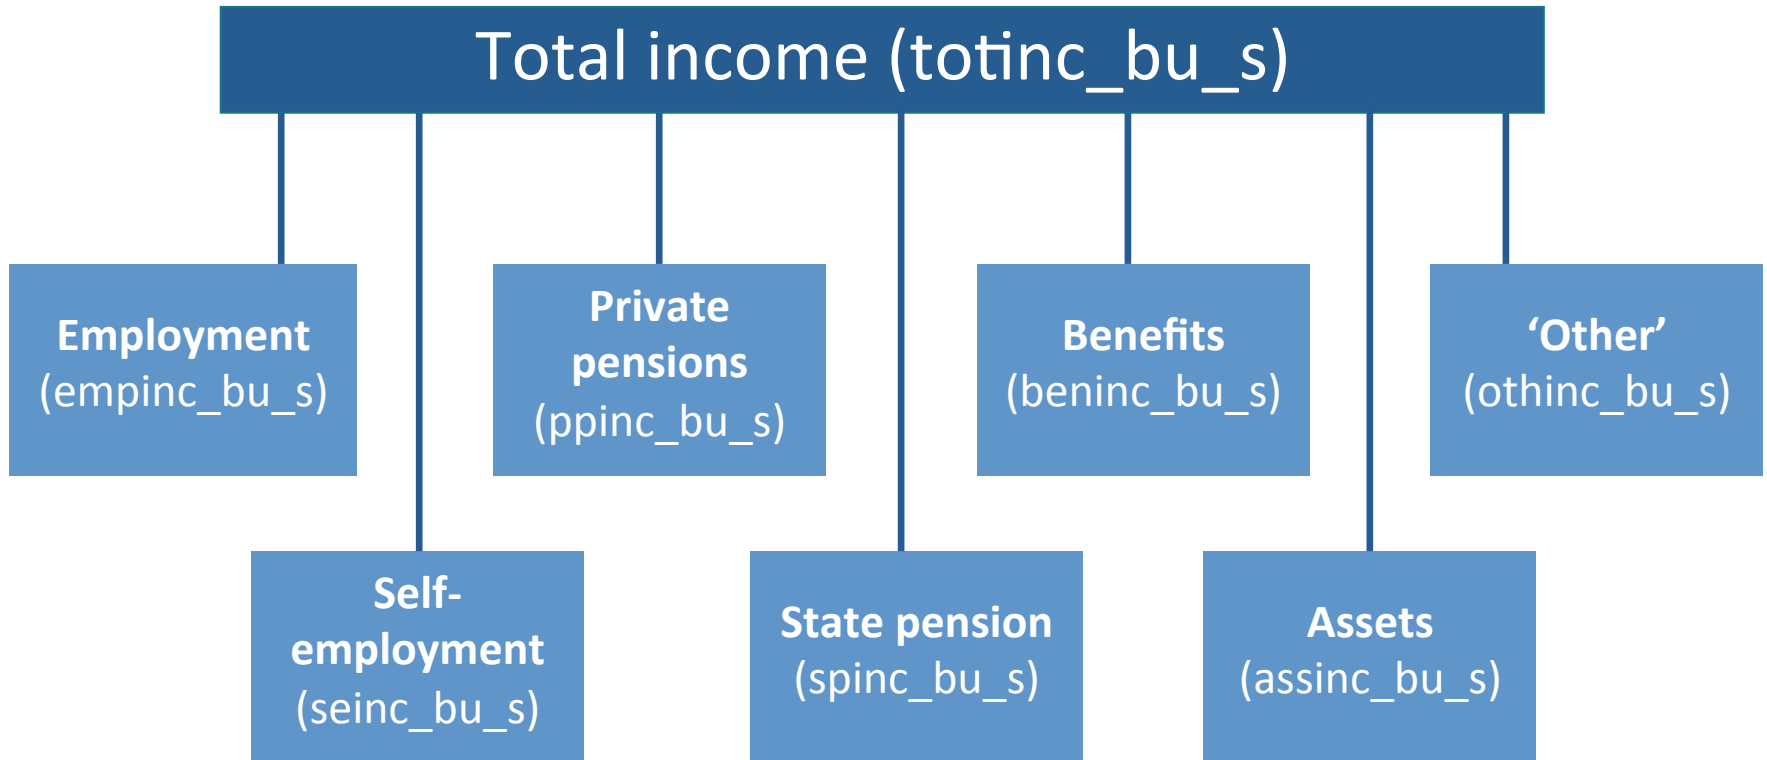 Total income (totinc_bu_s)
Employment
(empinc_bu_s)
Private
pensions
(ppinc_bu_s)
Benefits
(beninc_bu_s)
‘Other’
(othinc_bu_s)
Self-
employment
(seinc_bu_s)
State pension
(spinc_bu_s)
Assets
(assinc_bu_s)